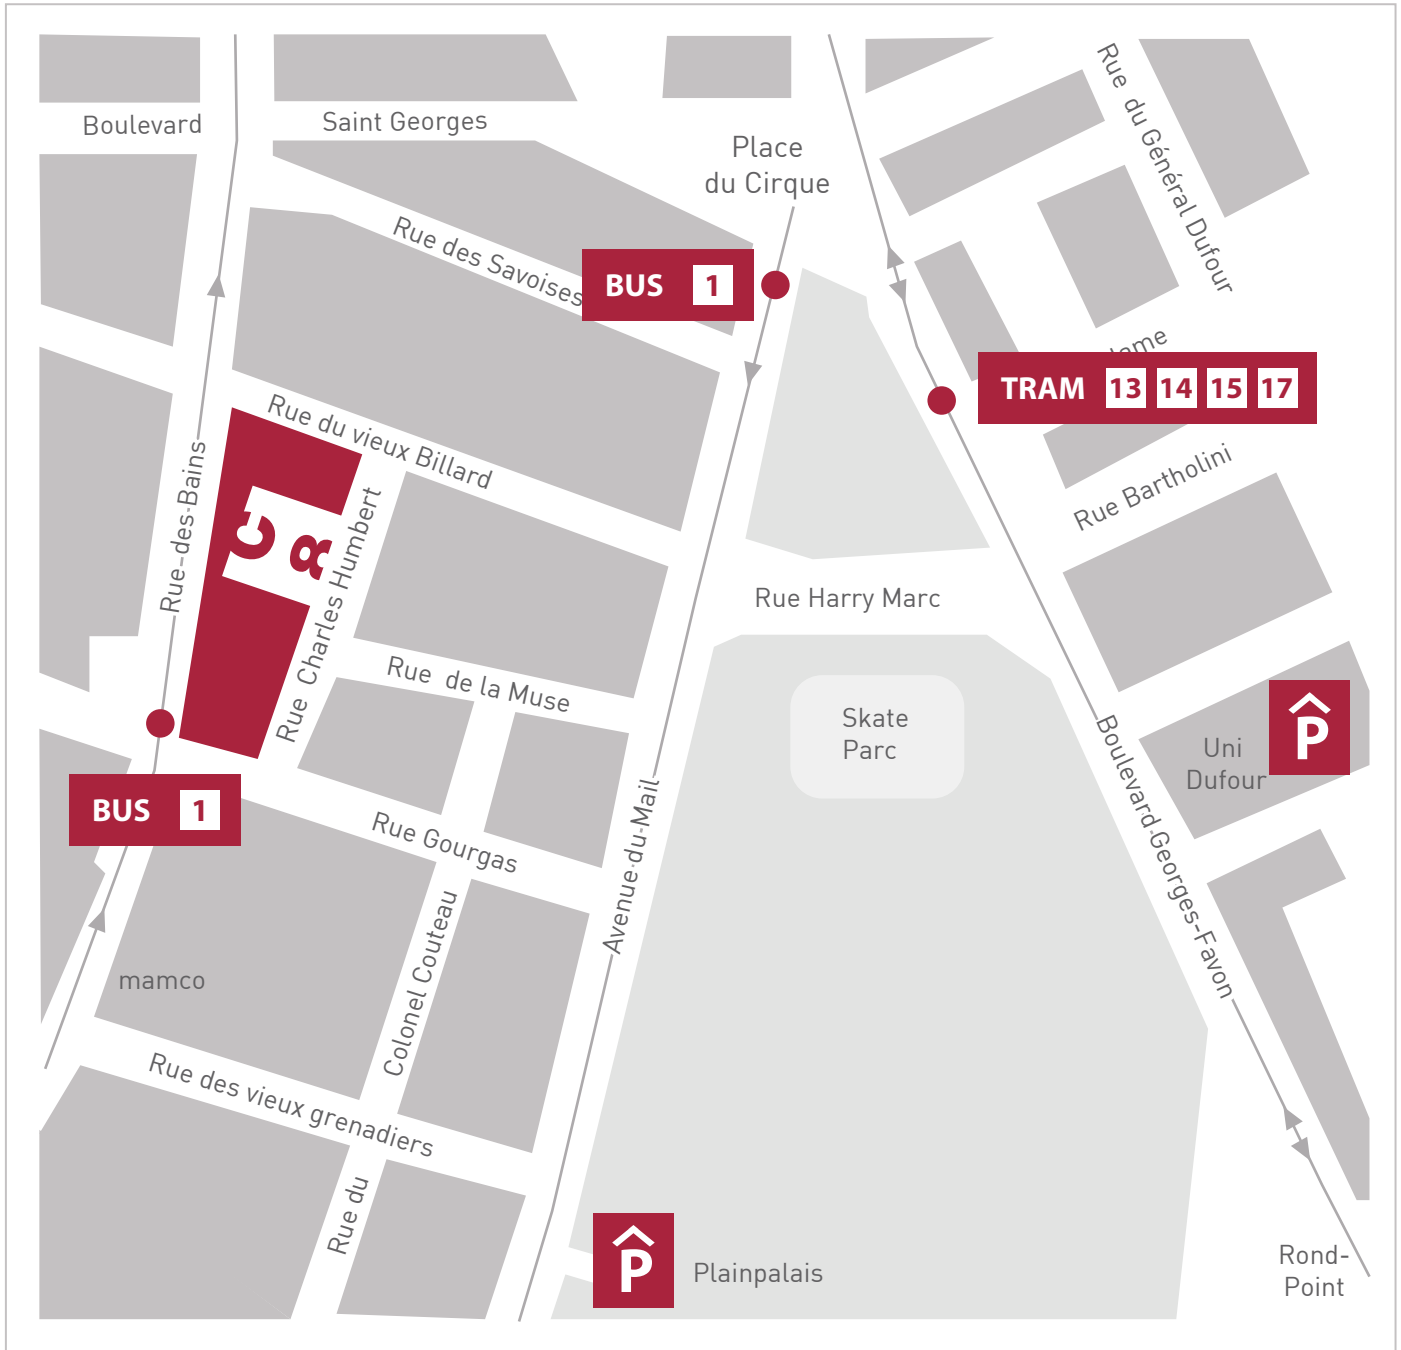 Boulevard
Saint Georges
Place
du Cirque
Rue du Général Dufour
Rue des Savoises
BUS 1
TRAM 13 14 15 17
Rue du vieux Billard
Rue Bartholini
Rue-des-Bains
C
R
Rue Charles Humbert
Rue Harry Marc
Rue de la Muse
Skate
Parc
Uni
Dufour
P
BUS 1
Rue Gourgas
Avenue-du-Mail
Boulevard-Georges-Favon
mamco
Colonel Couteau
Rue des vieux grenadiers
Rue du
P
Plainpalais
Rond-
Point